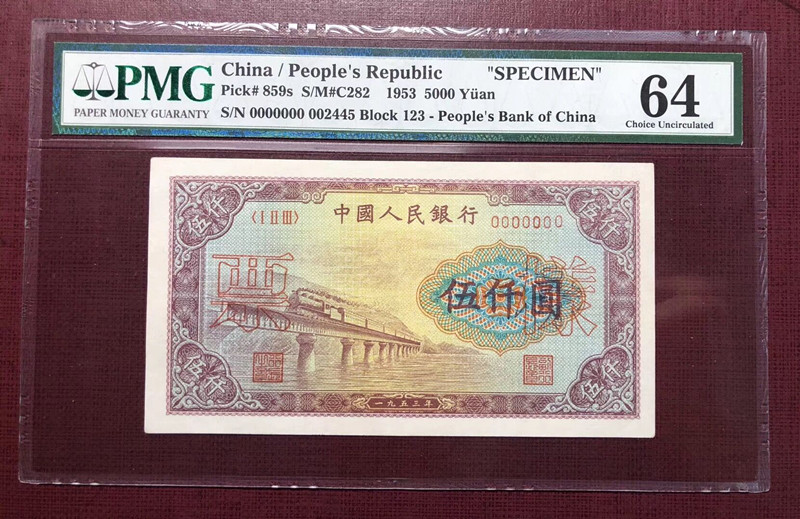 PMG
PAPER MONEY GUARANTY
China / People's Republic "SPECIMEN"
Pick# 859s S/M#C282 1953 5000 Yüan
S/N 0000000 002445 Block 123 - People's Bank of China
64
Choice Uncirculated
伍仟
伍仟
〈I II III〉
中國人民銀行
0000000
票
樣
伍仟圓
伍仟
伍仟
一九五三年